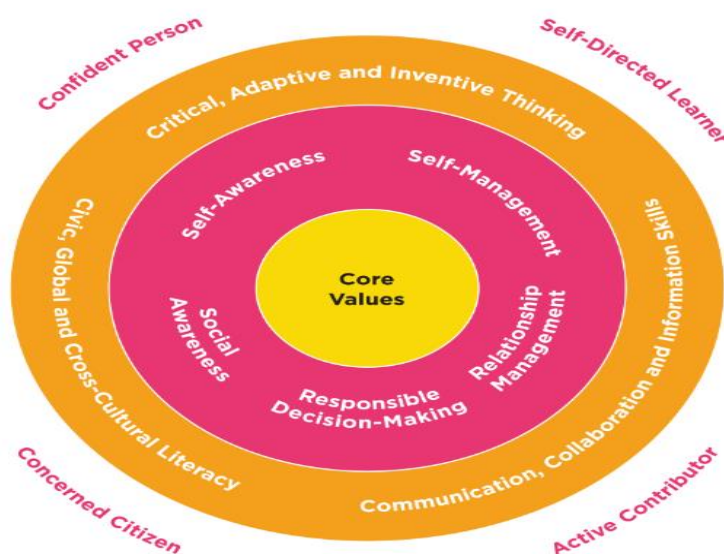 Confident Person
Self-Directed Learner
Critical, Adaptive and Inventive Thinking
Self-Awareness
Self-Management
Civic, Global and Cross-Cultural Literacy
Core
Values
Social
Awareness
Relationship
Management
Responsible
Decision-Making
Communication, Collaboration and Information Skills
Concerned Citizen
Active Contributor